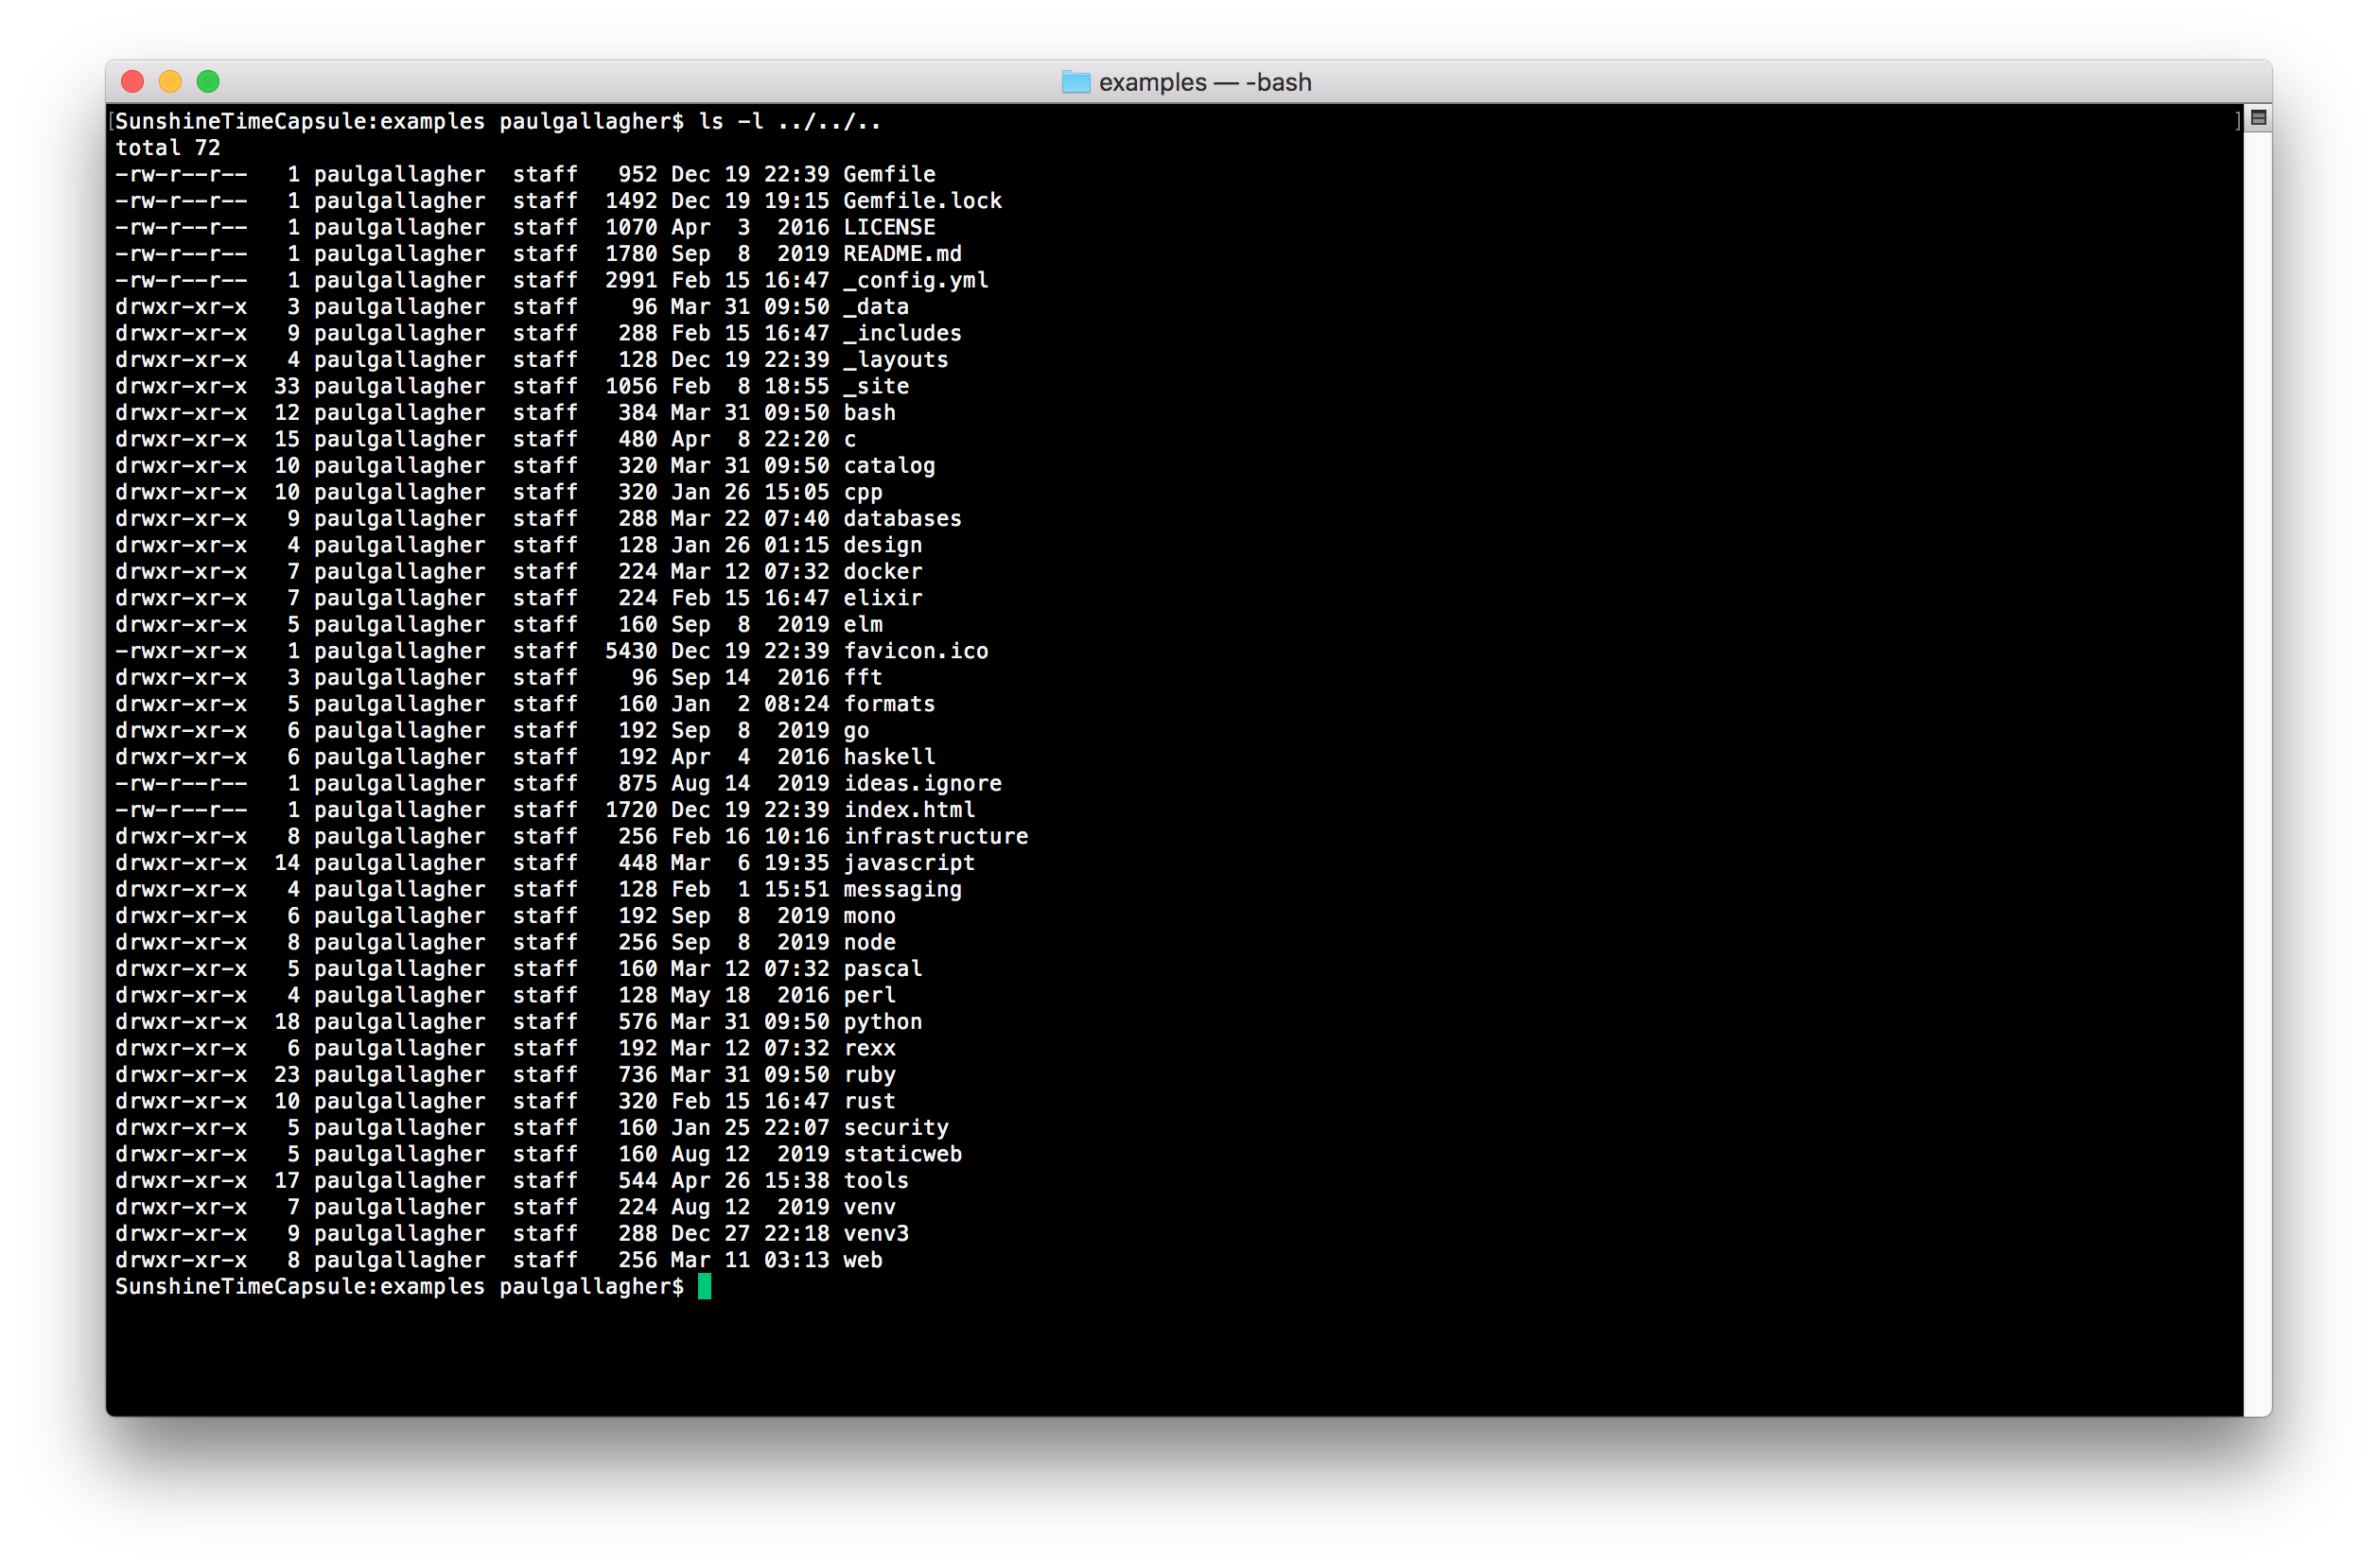 examples — -bash
[SunshineTimeCapsule:examples paulgallagher$ ls -l ../../.. ]
total 72
-rw-r--r--   1 paulgallagher  staff   952 Dec 19 22:39 Gemfile
-rw-r--r--   1 paulgallagher  staff  1492 Dec 19 19:15 Gemfile.lock
-rw-r--r--   1 paulgallagher  staff  1070 Apr  3  2016 LICENSE
-rw-r--r--   1 paulgallagher  staff  1780 Sep  8  2019 README.md
-rw-r--r--   1 paulgallagher  staff  2991 Feb 15 16:47 _config.yml
drwxr-xr-x   3 paulgallagher  staff    96 Mar 31 09:50 _data
drwxr-xr-x   9 paulgallagher  staff   288 Feb 15 16:47 _includes
drwxr-xr-x   4 paulgallagher  staff   128 Dec 19 22:39 _layouts
drwxr-xr-x  33 paulgallagher  staff  1056 Feb  8 18:55 _site
drwxr-xr-x  12 paulgallagher  staff   384 Mar 31 09:50 bash
drwxr-xr-x  15 paulgallagher  staff   480 Apr  8 22:20 c
drwxr-xr-x  10 paulgallagher  staff   320 Mar 31 09:50 catalog
drwxr-xr-x  10 paulgallagher  staff   320 Jan 26 15:05 cpp
drwxr-xr-x   9 paulgallagher  staff   288 Mar 22 07:40 databases
drwxr-xr-x   4 paulgallagher  staff   128 Jan 26 01:15 design
drwxr-xr-x   7 paulgallagher  staff   224 Mar 12 07:32 docker
drwxr-xr-x   7 paulgallagher  staff   224 Feb 15 16:47 elixir
drwxr-xr-x   5 paulgallagher  staff   160 Sep  8  2019 elm
-rwxr-xr-x   1 paulgallagher  staff  5430 Dec 19 22:39 favicon.ico
drwxr-xr-x   3 paulgallagher  staff    96 Sep 14  2016 fft
drwxr-xr-x   5 paulgallagher  staff   160 Jan  2 08:24 formats
drwxr-xr-x   6 paulgallagher  staff   192 Sep  8  2019 go
drwxr-xr-x   6 paulgallagher  staff   192 Apr  4  2016 haskell
-rw-r--r--   1 paulgallagher  staff   875 Aug 14  2019 ideas.ignore
-rw-r--r--   1 paulgallagher  staff  1720 Dec 19 22:39 index.html
drwxr-xr-x   8 paulgallagher  staff   256 Feb 16 10:16 infrastructure
drwxr-xr-x  14 paulgallagher  staff   448 Mar  6 19:35 javascript
drwxr-xr-x   4 paulgallagher  staff   128 Feb  1 15:51 messaging
drwxr-xr-x   6 paulgallagher  staff   192 Sep  8  2019 mono
drwxr-xr-x   8 paulgallagher  staff   256 Sep  8  2019 node
drwxr-xr-x   5 paulgallagher  staff   160 Mar 12 07:32 pascal
drwxr-xr-x   4 paulgallagher  staff   128 May 18  2016 perl
drwxr-xr-x  18 paulgallagher  staff   576 Mar 31 09:50 python
drwxr-xr-x   6 paulgallagher  staff   192 Mar 12 07:32 rexx
drwxr-xr-x  23 paulgallagher  staff   736 Mar 31 09:50 ruby
drwxr-xr-x  10 paulgallagher  staff   320 Feb 15 16:47 rust
drwxr-xr-x   5 paulgallagher  staff   160 Jan 25 22:07 security
drwxr-xr-x   5 paulgallagher  staff   160 Aug 12  2019 staticweb
drwxr-xr-x  17 paulgallagher  staff   544 Apr 26 15:38 tools
drwxr-xr-x   7 paulgallagher  staff   224 Aug 12  2019 venv
drwxr-xr-x   9 paulgallagher  staff   288 Dec 27 22:18 venv3
drwxr-xr-x   8 paulgallagher  staff   256 Mar 11 03:13 web
SunshineTimeCapsule:examples paulgallagher$